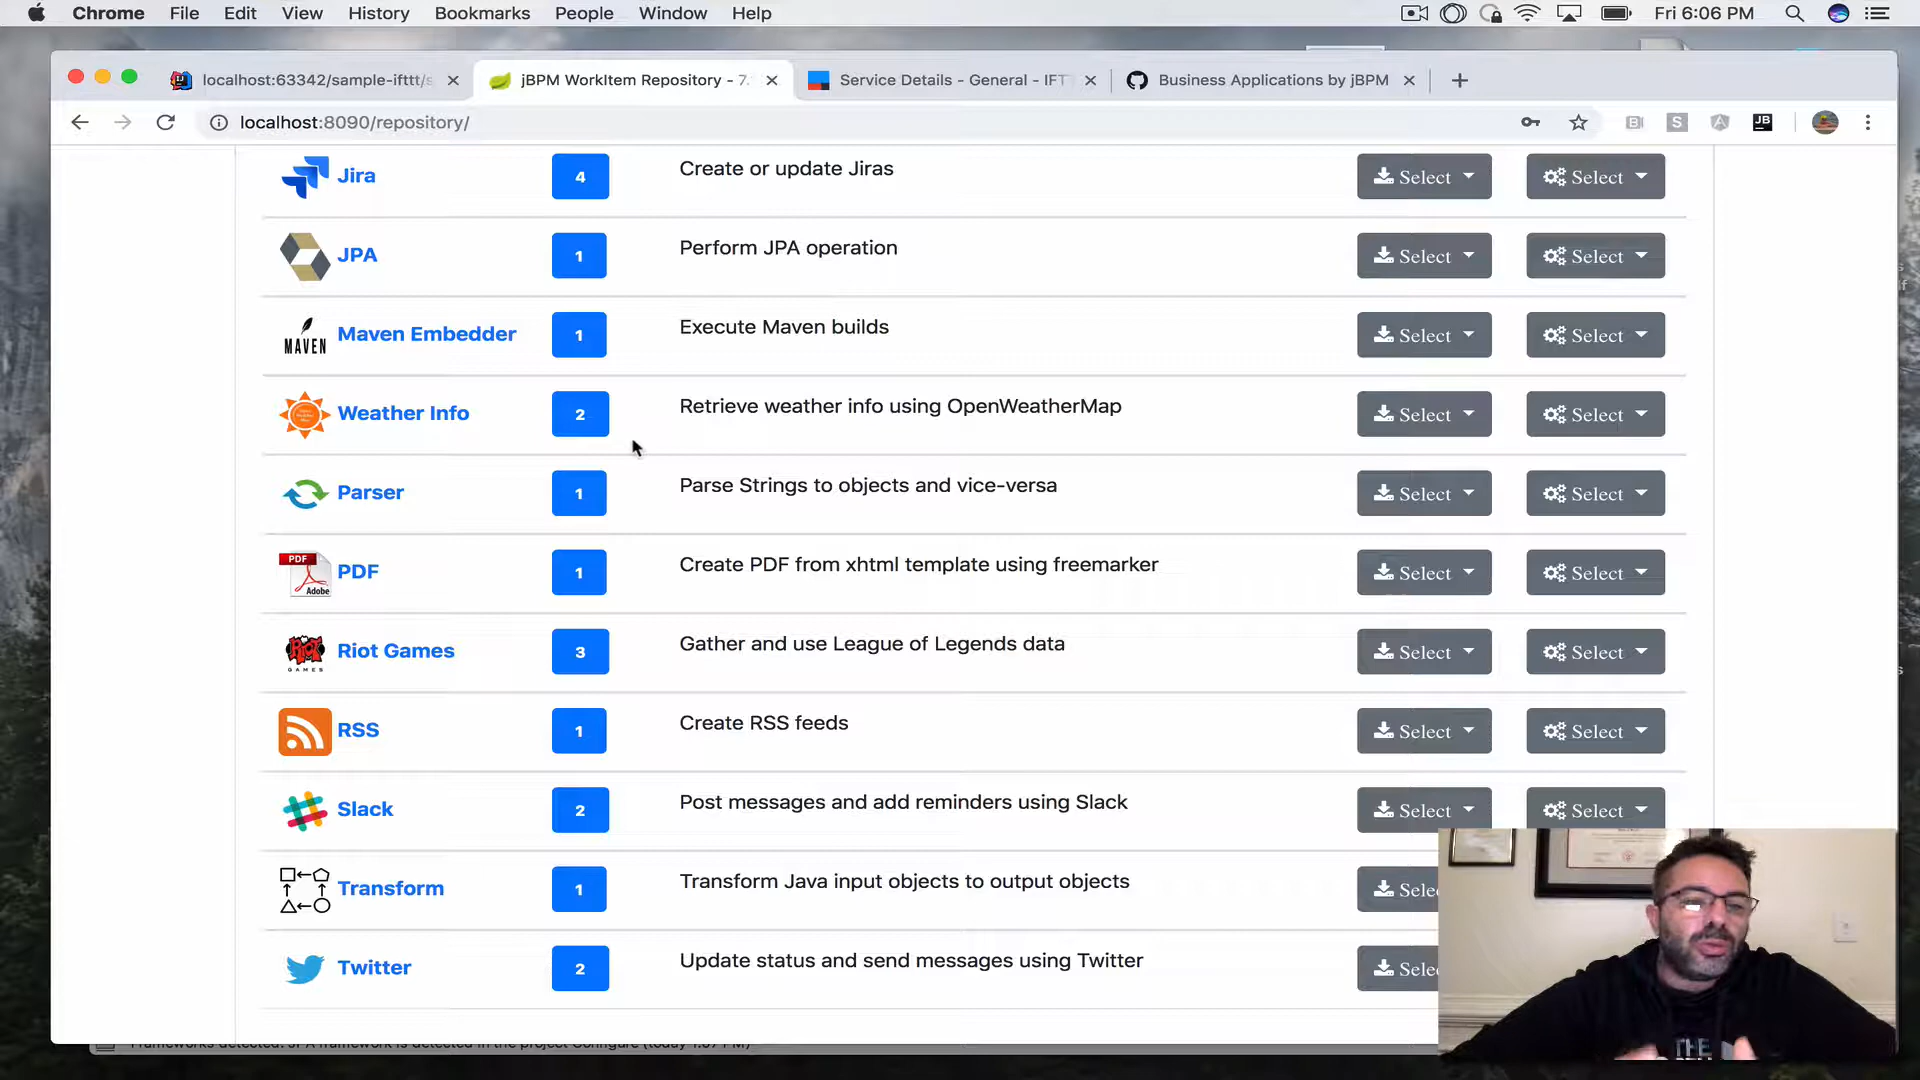 Chrome File Edit View History Bookmarks People Window Help Fri 6:06 PM
localhost:63342/sample-ifttt/s jBPM WorkItem Repository - 7. Service Details - General - IFT Business Applications by jBPM
localhost:8090/repository/
Jira 4 Create or update Jiras Select Select
JPA 1 Perform JPA operation Select Select
MAVEN Maven Embedder 1 Execute Maven builds Select Select
Weather Info 2 Retrieve weather info using OpenWeatherMap Select Select
Parser 1 Parse Strings to objects and vice-versa Select Select
PDF Adobe PDF 1 Create PDF from xhtml template using freemarker Select Select
RIOT GAMES Riot Games 3 Gather and use League of Legends data Select Select
RSS 1 Create RSS feeds Select Select
Slack 2 Post messages and add reminders using Slack Select Select
Transform 1 Transform Java input objects to output objects Sele
Twitter 2 Update status and send messages using Twitter Sele
THE